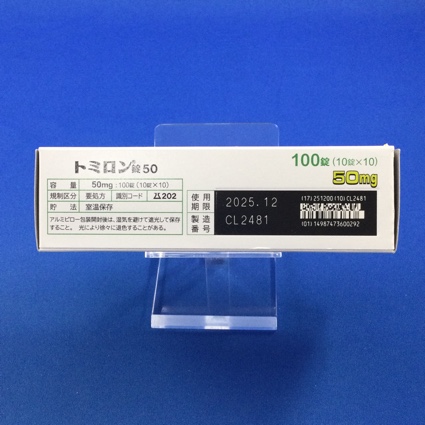 トミロン錠50
容　量　50mg：100錠（10錠×10）
規制区分　要処方　識別コード　202
貯　法　室温保存
アルミピロー包装開封後は、湿気を避けて遮光して保存
すること。 光により徐々に退色することがある。
使用期限　2025.12
製造番号　CL2481
100錠（10錠×10）
50mg
(17) 251200 (10) CL2481
(01) 14987473600292